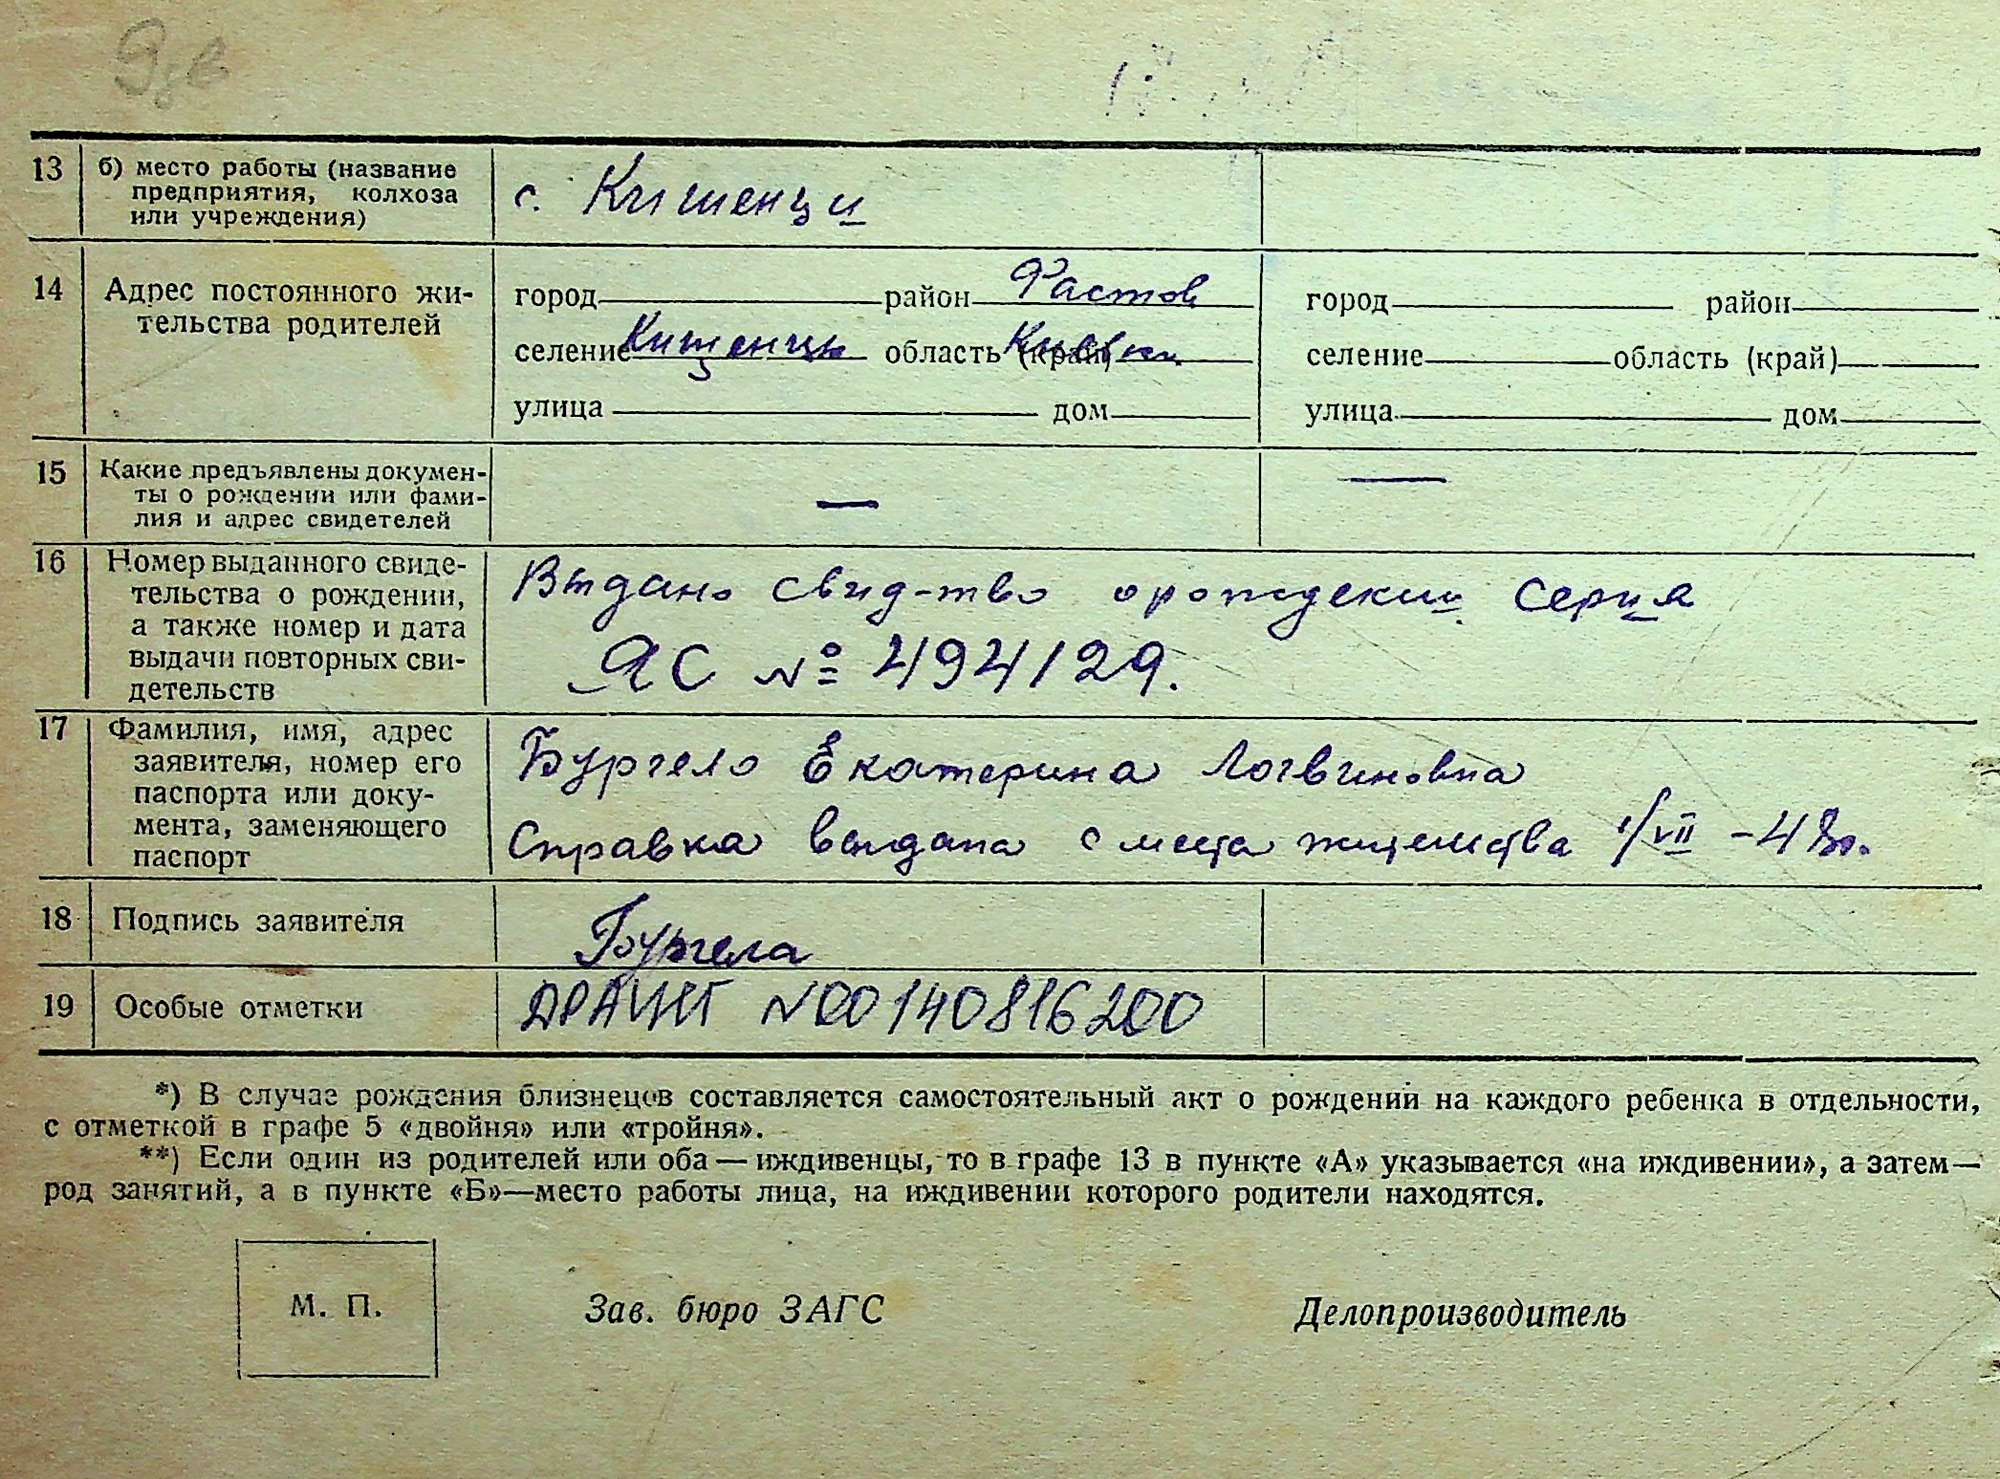 13 б) место работы (название предприятия, колхоза или учреждения) с. Кишенци
14 Адрес постоянного жительства родителей
город район Фастов город район
селение Кишенцы область (край) селение область (край)
улица дом улица дом
15 Какие предъявлены документы о рождении или фамилия и адрес свидетелей — —
16 Номер выданного свидетельства о рождении, а также номер и дата выдачи повторных свидетельств
Выдано свид-тво о рождении серия
ЯС № 494129.
17 Фамилия, имя, адрес заявителя, номер его паспорта или документа, заменяющего паспорт
Бургело Екатерина Логвиновна
Справка выдана с места жительства 1/VII -48г.
18 Подпись заявителя Бургела
19 Особые отметки ДРАЦСГ N00140816200
*) В случае рождения близнецов составляется самостоятельный акт о рождении на каждого ребенка в отдельности,
с отметкой в графе 5 «двойня» или «тройня».
**) Если один из родителей или оба — иждивенцы, то в графе 13 в пункте «А» указывается «на иждивении», а затем—
род занятий, а в пункте «Б»—место работы лица, на иждивении которого родители находятся.
М. П. Зав. бюро ЗАГС Делопроизводитель